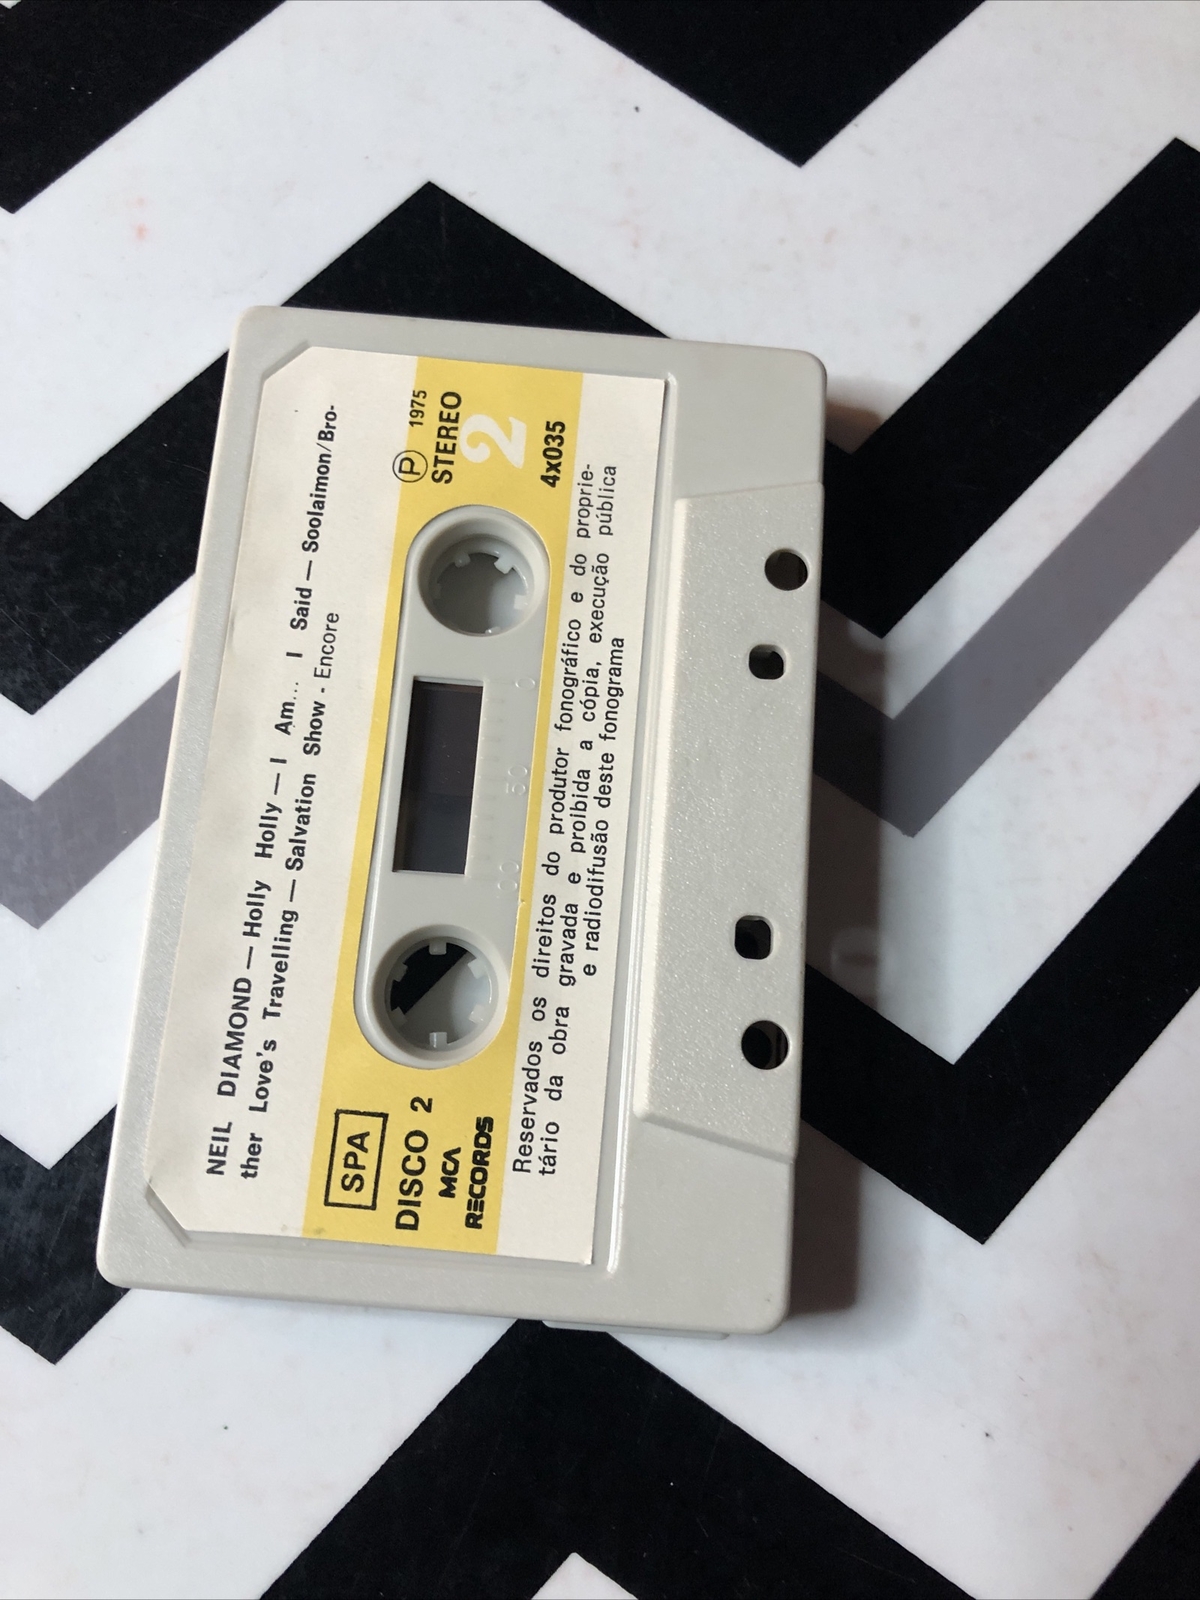 NEIL DIAMOND — Holly Holly — I Am... I Said — Soolaimon/Bro-
ther Love's Travelling — Salvation Show - Encore
SPA
DISCO 2
MCA
RECORDS
Ⓟ 1975
STEREO
2
4x035
50
0
Reservados os direitos do produtor fonográfico e do proprie-
tário da obra gravada e proibida a cópia, execução pública
e radiodifusão deste fonograma